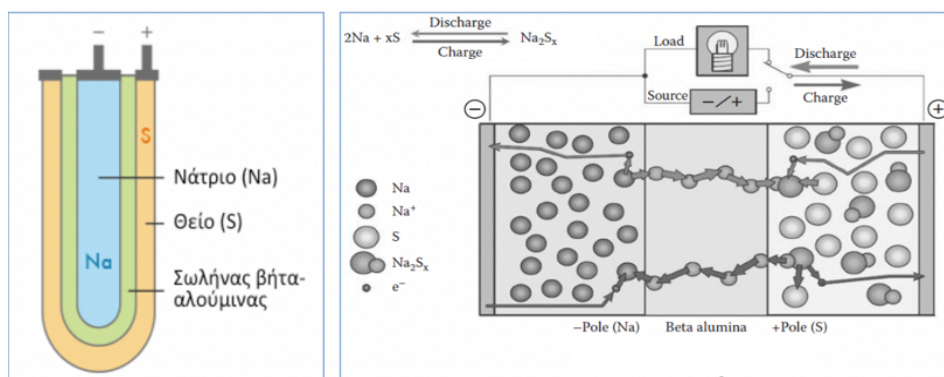 −
+
S
Na
Νάτριο (Na)
Θείο (S)
Σωλήνας βήτα-
αλούμινας
Discharge
2Na + xS
Na₂Sₓ
Charge
Load
Source
−/+
Discharge
Charge
−
+
Na
Na⁺
S
Na₂Sₓ
e⁻
−Pole (Na)
Beta alumina
+Pole (S)